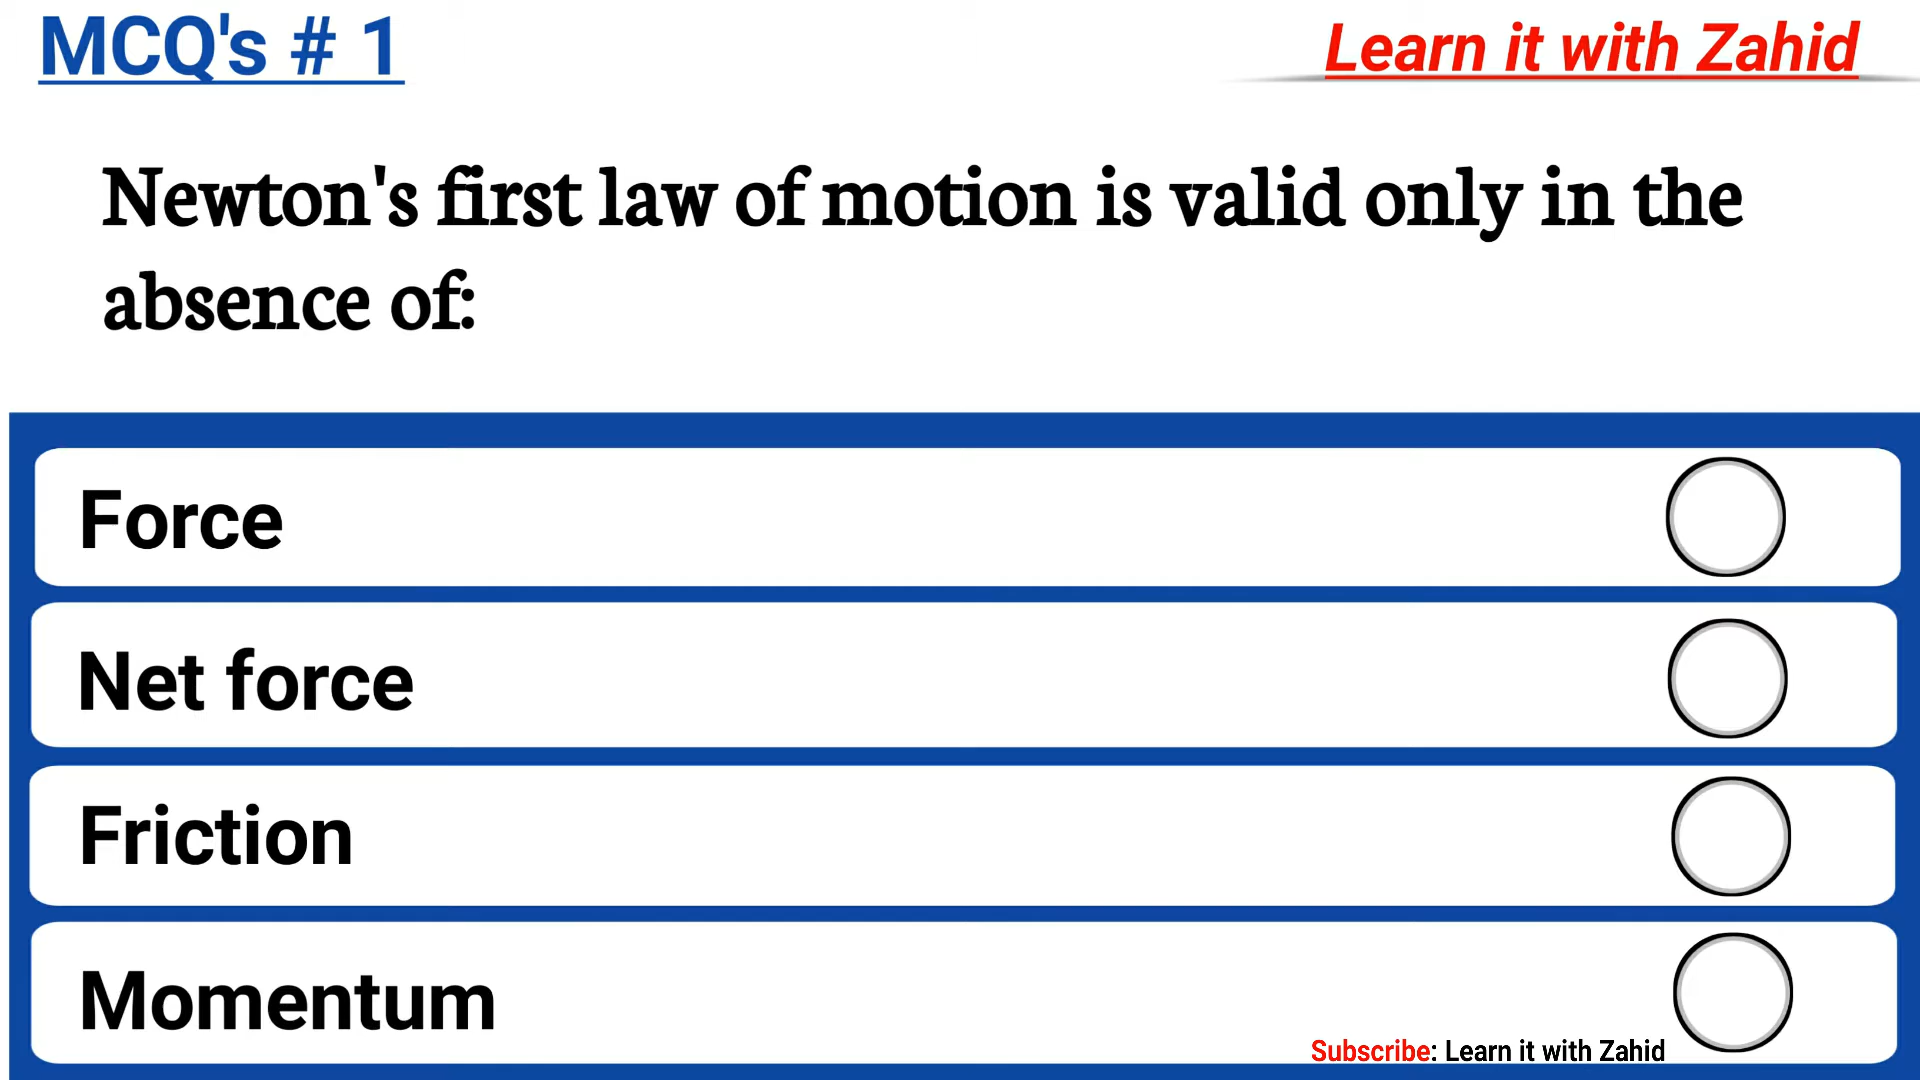 MCQ's # 1
Learn it with Zahid
Newton's first law of motion is valid only in the
absence of:
Force
Net force
Friction
Momentum
Subscribe: Learn it with Zahid